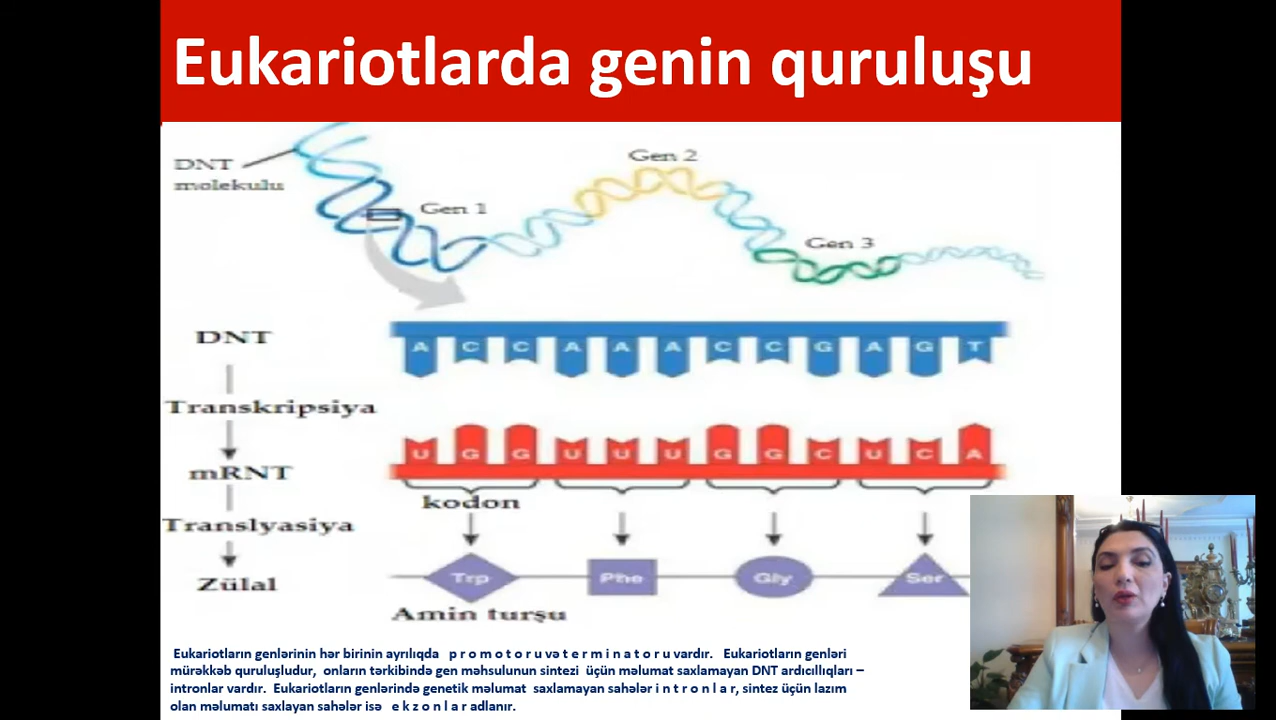 Eukariotlarda genin quruluşu
DNT
molekulu
Gen 1
Gen 2
Gen 3
DNT
A C C A A A C C G A G T
Transkripsiya
mRNT
U G G U U U G G C U C A
kodon
Translyasiya
Zülal
Trp Phe Gly Ser
Amin turşu
Eukariotların genlərinin hər birinin ayrılıqda p r o m o t o r u və t e r m i n a t o r u vardır. Eukariotların genləri
mürəkkəb quruluşludur, onların tərkibində gen məhsulunun sintezi üçün məlumat saxlamayan DNT ardıcıllıqları –
intronlar vardır. Eukariotların genlərində genetik məlumat saxlamayan sahələr i n t r o n l a r, sintez üçün lazım
olan məlumatı saxlayan sahələr isə e k z o n l a r adlanır.